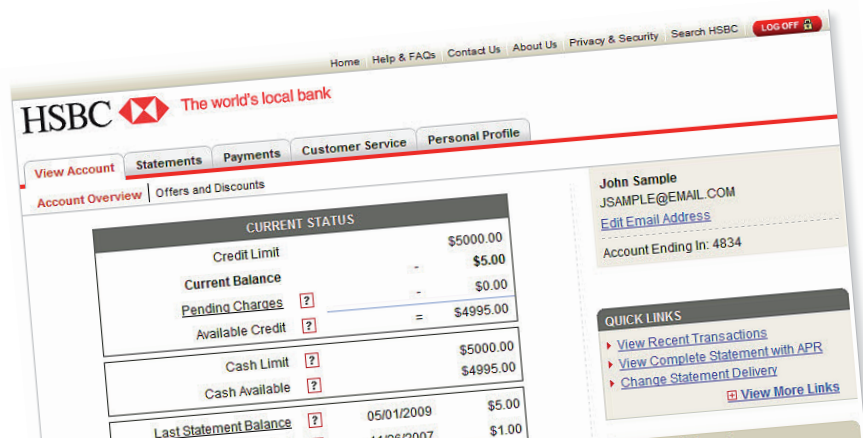 Home Help & FAQs Contact Us About Us Privacy & Security Search HSBC LOG OFF
HSBC The world's local bank
View Account Statements Payments Customer Service Personal Profile
Account Overview Offers and Discounts
CURRENT STATUS
Credit Limit $5000.00
Current Balance - $5.00
Pending Charges ? - $0.00
Available Credit ? = $4995.00
Cash Limit ? $5000.00
Cash Available ? $4995.00
Last Statement Balance ? 05/01/2009 $5.00
$1.00
John Sample
JSAMPLE@EMAIL.COM
Edit Email Address
Account Ending In: 4834
QUICK LINKS
View Recent Transactions
View Complete Statement with APR
Change Statement Delivery
View More Links